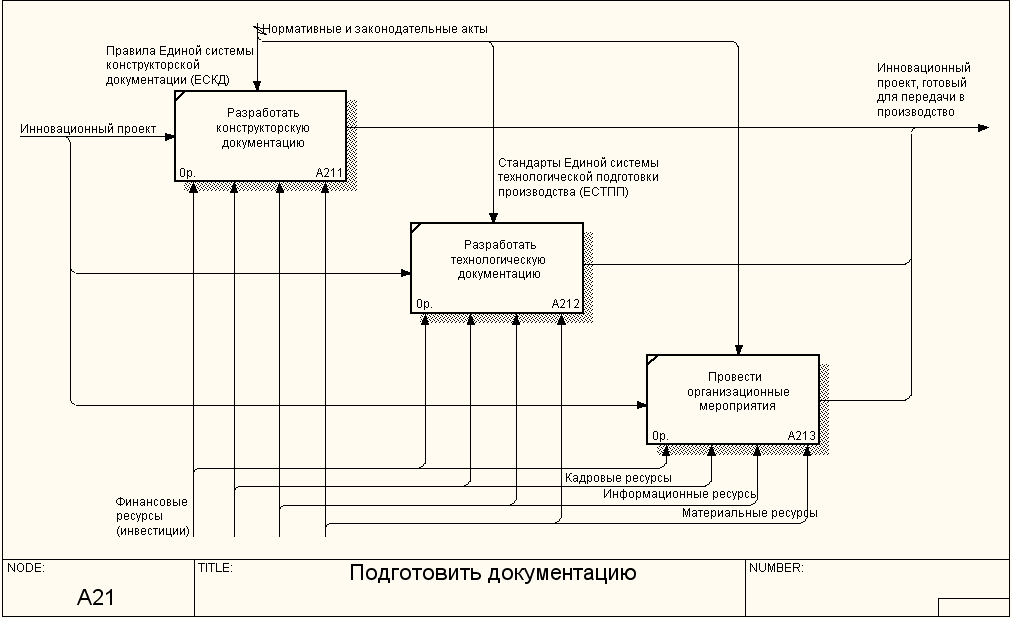 Нормативные и законодательные акты
Правила Единой системы
конструкторской
документации (ЕСКД)
Инновационный
проект, готовый
для передачи в
производство
Инновационный проект
Разработать
конструкторскую
документацию
0р.
A211
Стандарты Единой системы
технологической подготовки
производства (ЕСТПП)
Разработать
технологическую
документацию
0р.
A212
Провести
организационные
мероприятия
0р.
A213
Кадровые ресурсы
Информационные ресурсы
Материальные ресурсы
Финансовые
ресурсы
(инвестиции)
NODE:
A21
TITLE:
Подготовить документацию
NUMBER: